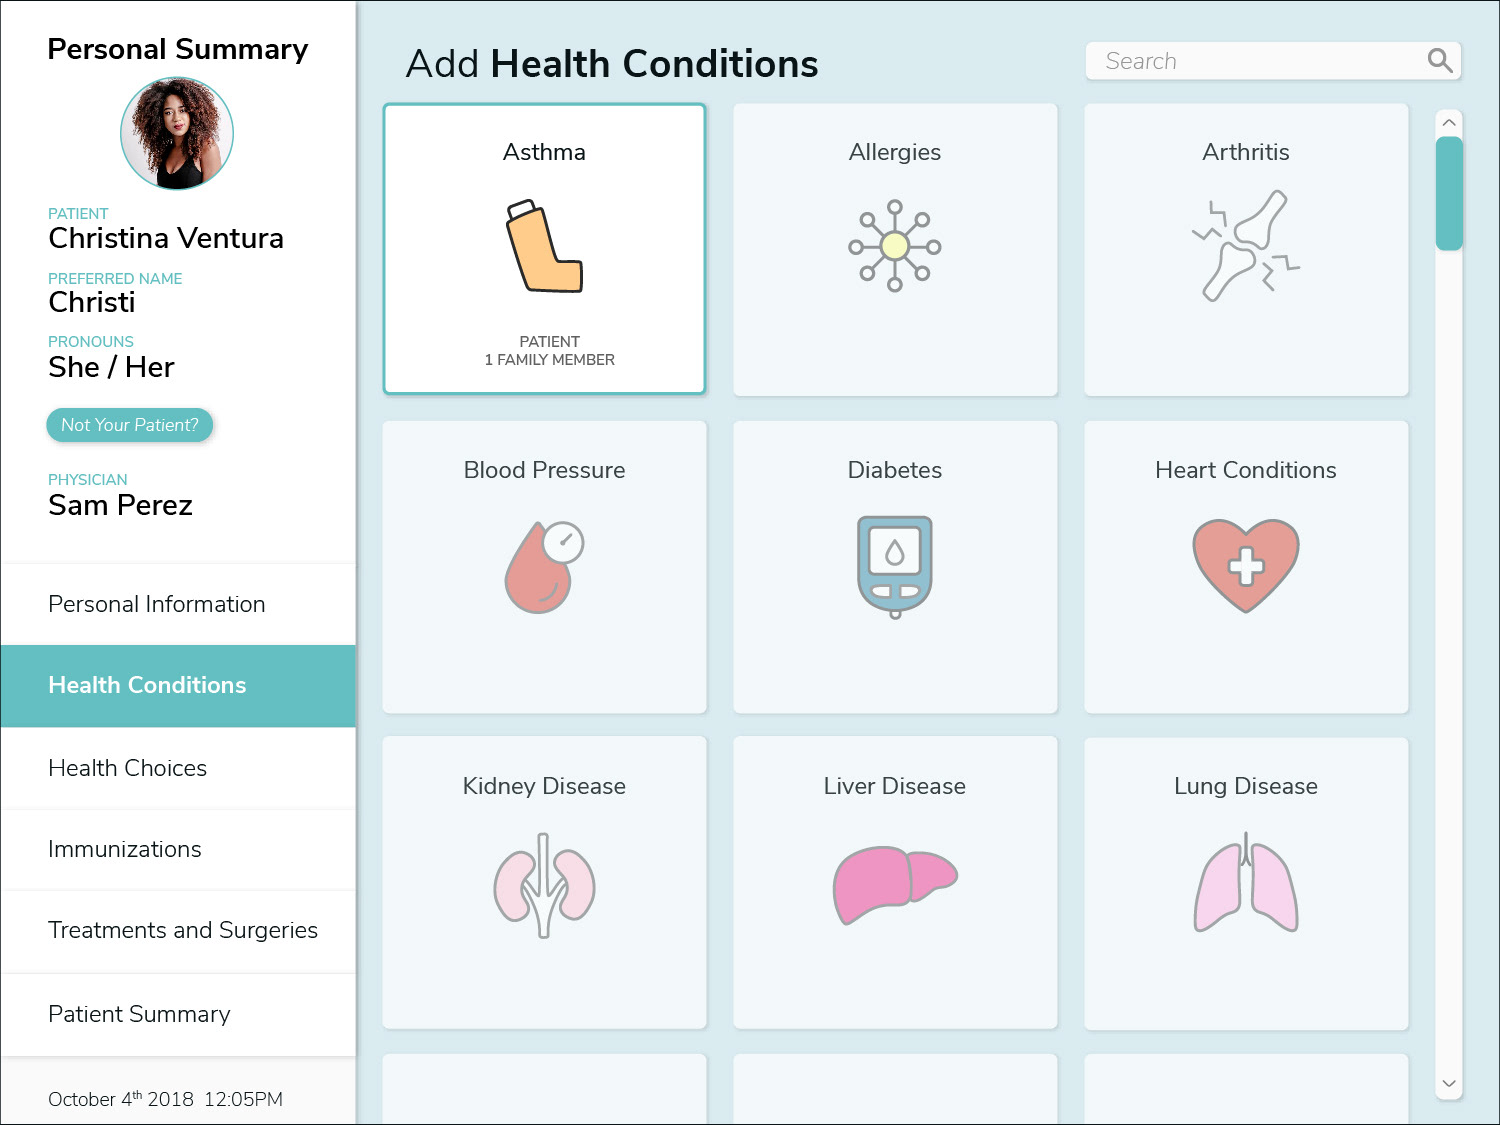 Personal Summary
PATIENT
Christina Ventura
PREFERRED NAME
Christi
PRONOUNS
She / Her
Not Your Patient?
PHYSICIAN
Sam Perez
Personal Information
Health Conditions
Health Choices
Immunizations
Treatments and Surgeries
Patient Summary
October 4th 2018 12:05PM
Add Health Conditions
Search
Asthma
PATIENT
1 FAMILY MEMBER
Allergies
Arthritis
Blood Pressure
Diabetes
Heart Conditions
Kidney Disease
Liver Disease
Lung Disease